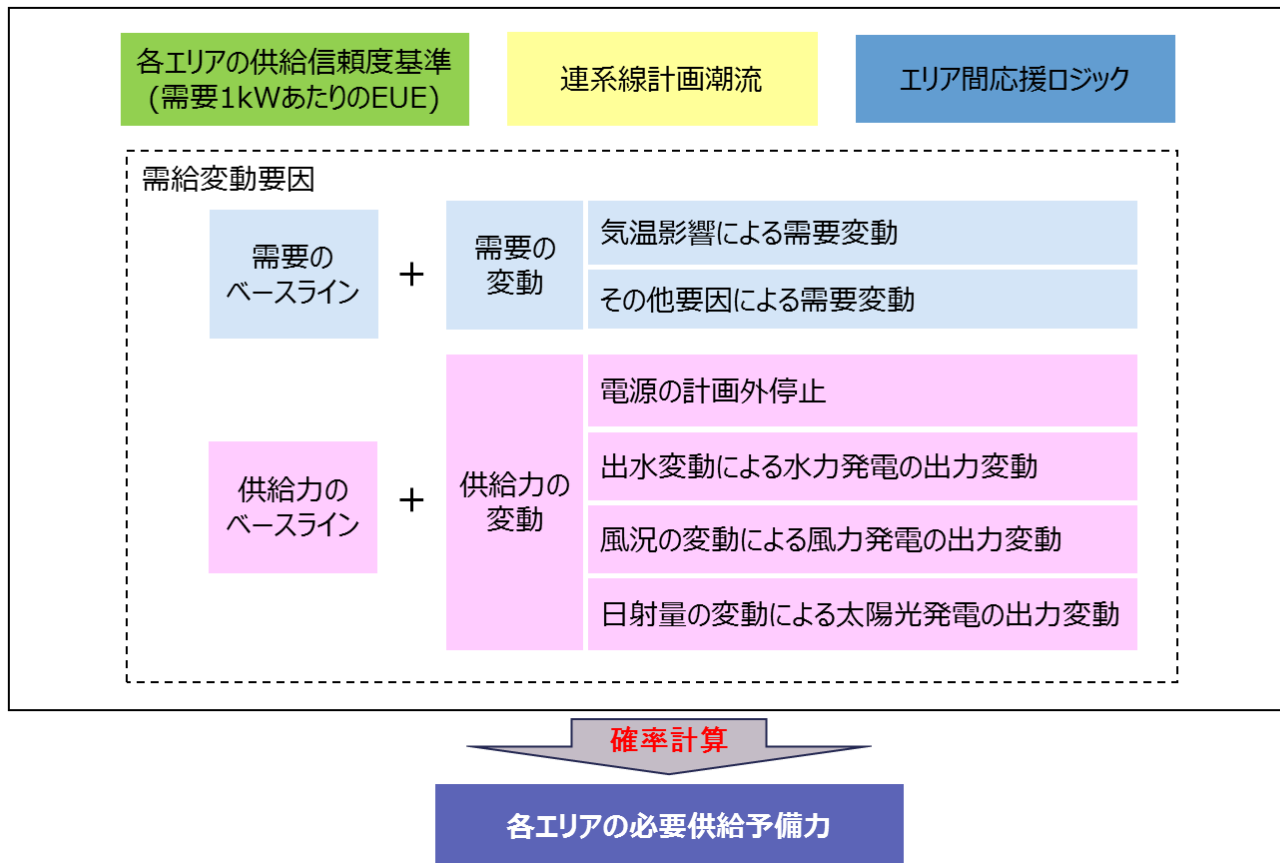 各エリアの供給信頼度基準
(需要1kWあたりのEUE)
連系線計画潮流
エリア間応援ロジック
需給変動要因
需要の
ベースライン
+
需要の
変動
気温影響による需要変動
その他要因による需要変動
供給力の
ベースライン
+
供給力の
変動
電源の計画外停止
出水変動による水力発電の出力変動
風況の変動による風力発電の出力変動
日射量の変動による太陽光発電の出力変動
確率計算
各エリアの必要供給予備力